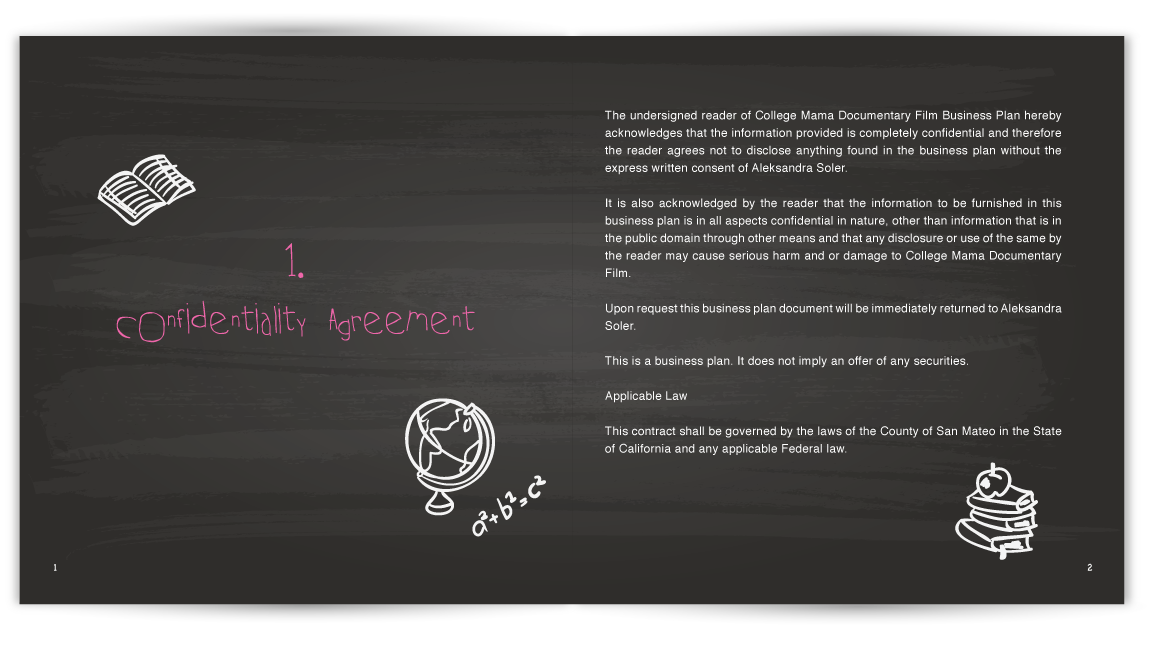 1.
confidentiality Agreement
a²+b²=c²
1
The undersigned reader of College Mama Documentary Film Business Plan hereby
acknowledges that the information provided is completely confidential and therefore
the reader agrees not to disclose anything found in the business plan without the
express written consent of Aleksandra Soler.
It is also acknowledged by the reader that the information to be furnished in this
business plan is in all aspects confidential in nature, other than information that is in
the public domain through other means and that any disclosure or use of the same by
the reader may cause serious harm and or damage to College Mama Documentary
Film.
Upon request this business plan document will be immediately returned to Aleksandra
Soler.
This is a business plan. It does not imply an offer of any securities.
Applicable Law
This contract shall be governed by the laws of the County of San Mateo in the State
of California and any applicable Federal law.
2